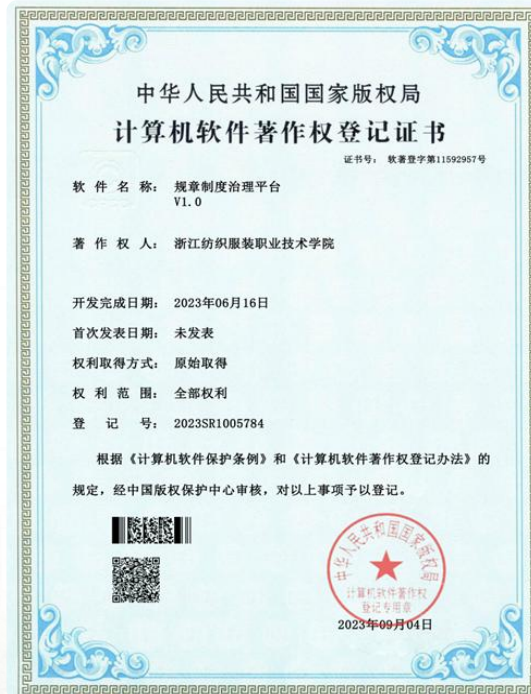 中华人民共和国国家版权局
计算机软件著作权登记证书
证书号： 软著登字第11592957号
软件名称： 规章制度治理平台
V1.0
著作权人： 浙江纺织服装职业技术学院
开发完成日期： 2023年06月16日
首次发表日期： 未发表
权利取得方式： 原始取得
权利范围： 全部权利
登记号： 2023SR1005784
根据《计算机软件保护条例》和《计算机软件著作权登记办法》的
规定，经中国版权保护中心审核，对以上事项予以登记。
中华人民共和国国家版权局
计算机软件著作权
登记专用章
2023年09月04日